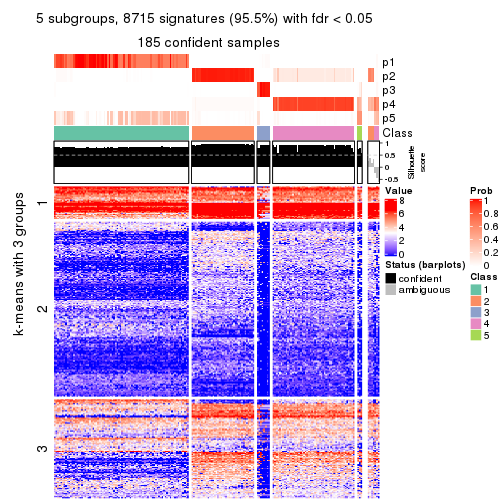 5 subgroups, 8715 signatures (95.5%) with fdr < 0.05
185 confident samples
p1
p2
p3
p4
p5
Class
1
0.5
0
-0.5
Silhouette
score
k-means with 3 groups
1
2
3
Value
8
6
4
2
0
Status (barplots)
confident
ambiguous
Prob
1
0.8
0.6
0.4
0.2
0
Class
1
2
3
4
5